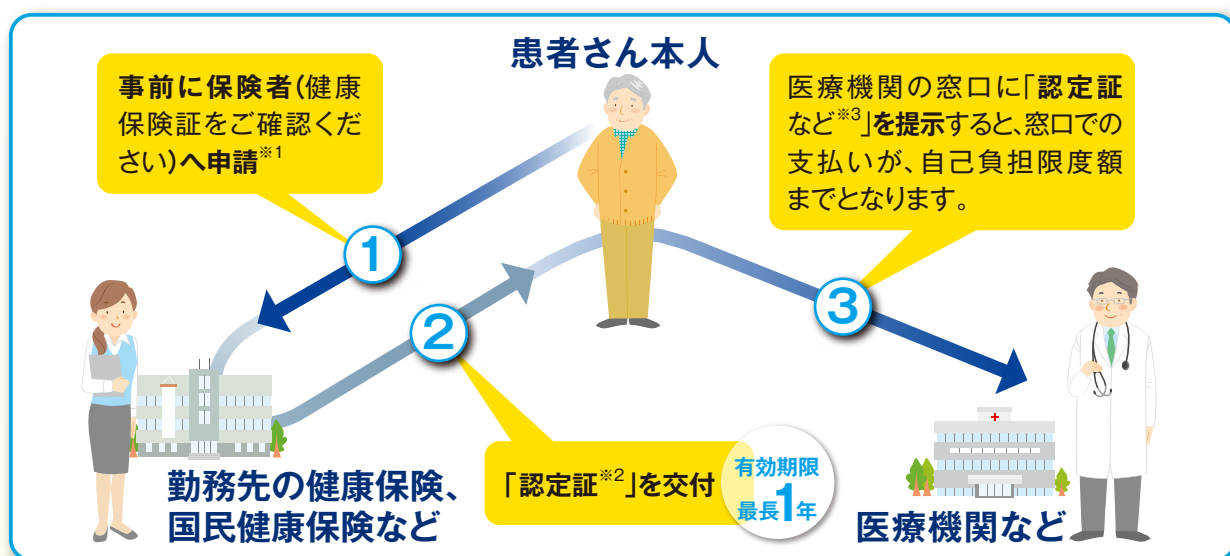 患者さん本人
事前に保険者(健康
保険証をご確認くだ
さい)へ申請※1
医療機関の窓口に「認定証
など※3」を提示すると、窓口での
支払いが、自己負担限度額
までとなります。
1
2
3
勤務先の健康保険、
国民健康保険など
「認定証※2」を交付
有効期限
最長1年
医療機関など